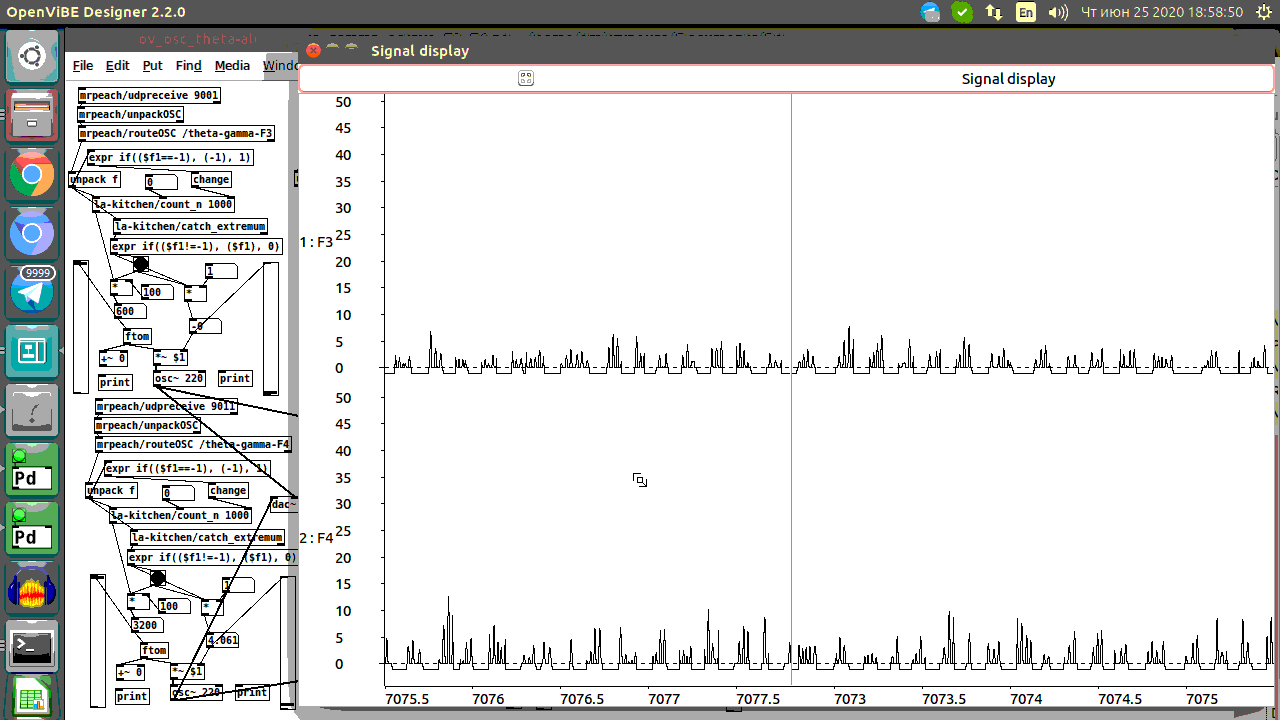 OpenViBE Designer 2.2.0
En
Чт июн 25 2020 18:58:50
ov_osc_theta-al
Signal display
File Edit Put Find Media Windo
Signal display
mrpeach/udpreceive 9001
mrpeach/unpackOSC
mrpeach/routeOSC /theta-gamma-F3
expr if(($f1==-1), (-1), 1)
unpack f
0
change
la-kitchen/count_n 1000
la-kitchen/catch_extremum
expr if(($f1!=-1), ($f1), 0)
1
*
100
*
600
-0
ftom
+~ 0
*~ $1
print
osc~ 220
print
mrpeach/udpreceive 9011
mrpeach/unpackOSC
mrpeach/routeOSC /theta-gamma-F4
expr if(($f1==-1), (-1), 1)
unpack f
0
change
dac~
la-kitchen/count_n 1000
la-kitchen/catch_extremum
expr if(($f1!=-1), ($f1), 0)
1
*
100
*
3200
4.061
ftom
+~ 0
*~ $1
print
osc~ 220
print
9999
Pd
Pd
50
45
40
35
30
1:F3
25
20
15
10
5
0
50
45
40
35
30
2:F4
25
20
15
10
5
0
7075.5 7076 7076.5 7077 7077.5 7073 7073.5 7074 7074.5 7075